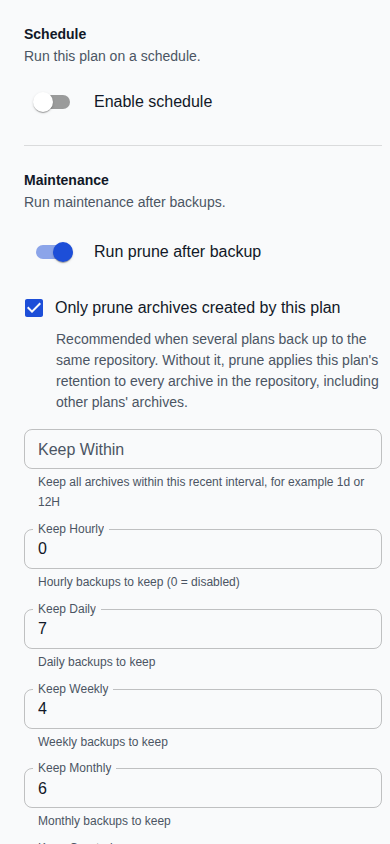 Schedule
Run this plan on a schedule.
Enable schedule
Maintenance
Run maintenance after backups.
Run prune after backup
Only prune archives created by this plan
Recommended when several plans back up to the
same repository. Without it, prune applies this plan's
retention to every archive in the repository, including
other plans' archives.
Keep Within
Keep all archives within this recent interval, for example 1d or
12H
Keep Hourly
0
Hourly backups to keep (0 = disabled)
Keep Daily
7
Daily backups to keep
Keep Weekly
4
Weekly backups to keep
Keep Monthly
6
Monthly backups to keep